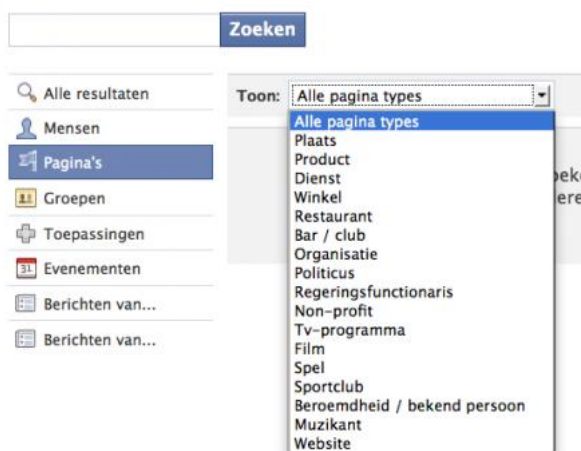 Zoeken
Alle resultaten
Mensen
Pagina's
Groepen
Toepassingen
31
Evenementen
Berichten van...
Berichten van...
Toon:
Alle pagina types
Alle pagina types
Plaats
Product
Dienst
Winkel
Restaurant
Bar / club
Organisatie
Politicus
Regeringsfunctionaris
Non-profit
Tv-programma
Film
Spel
Sportclub
Beroemdheid / bekend persoon
Muzikant
Website